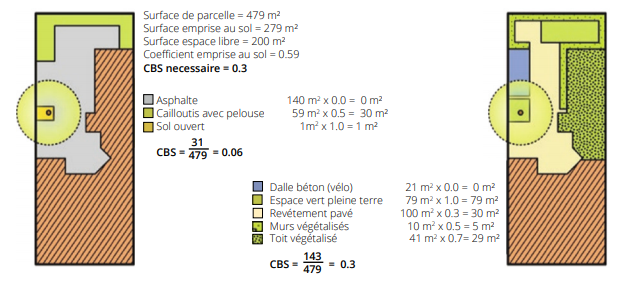 Surface de parcelle = 479 m²
Surface emprise au sol = 279 m²
Surface espace libre = 200 m²
Coefficient emprise au sol = 0.59
CBS necessaire = 0.3
Asphalte 140 m² x 0.0 = 0 m²
Cailloutis avec pelouse 59 m² x 0.5 = 30 m²
Sol ouvert 1m² x 1.0 = 1 m²
CBS = 31/479 = 0.06
Dalle béton (vélo) 21 m² x 0.0 = 0 m²
Espace vert pleine terre 79 m² x 1.0 = 79 m²
Revêtement pavé 100 m² x 0.3 = 30 m²
Murs végétalisés 10 m² x 0.5 = 5 m²
Toit végétalisé 41 m² x 0.7= 29 m²
CBS = 143/479 = 0.3